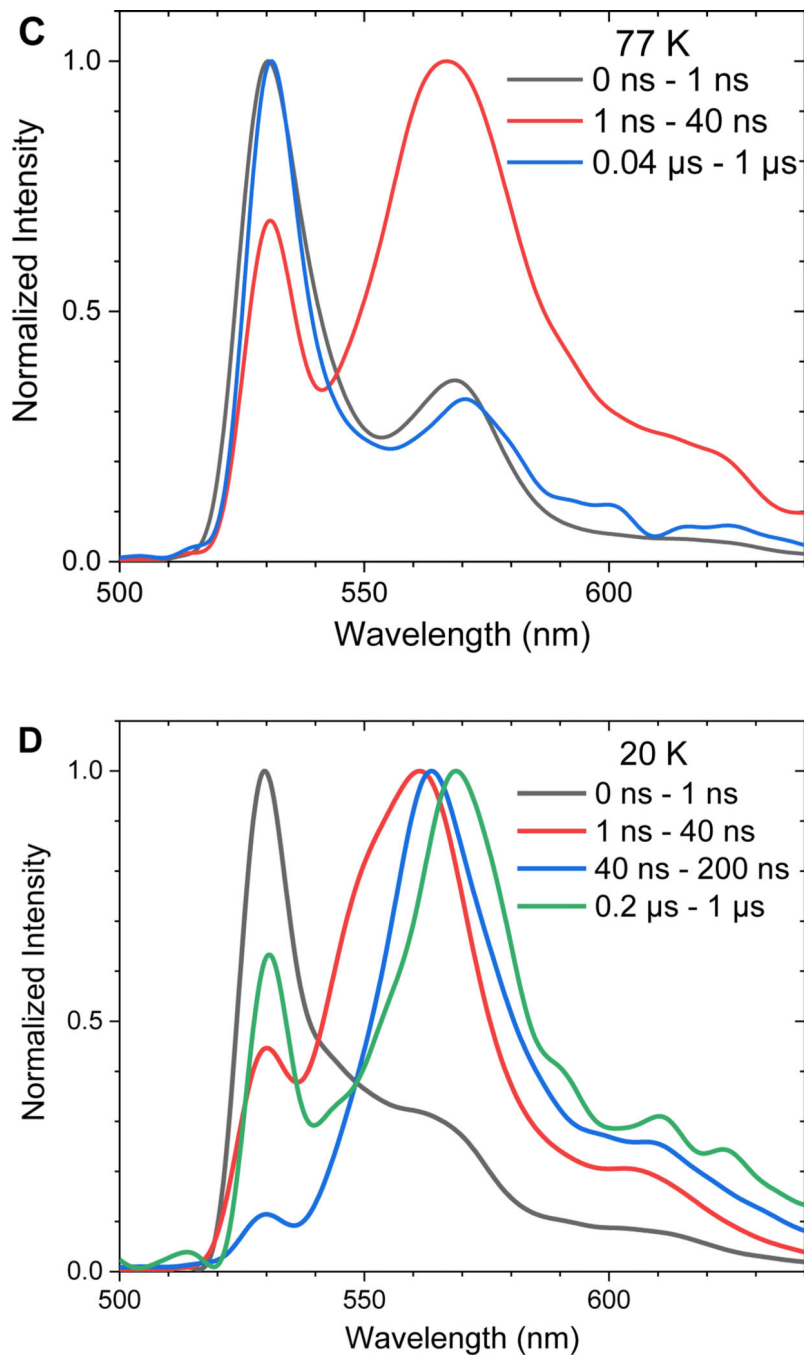 C
77 K
0 ns - 1 ns
1 ns - 40 ns
0.04 µs - 1 µs
1.0
0.5
0.0
Normalized Intensity
500
550
600
Wavelength (nm)
D
20 K
0 ns - 1 ns
1 ns - 40 ns
40 ns - 200 ns
0.2 µs - 1 µs
1.0
0.5
0.0
Normalized Intensity
500
550
600
Wavelength (nm)